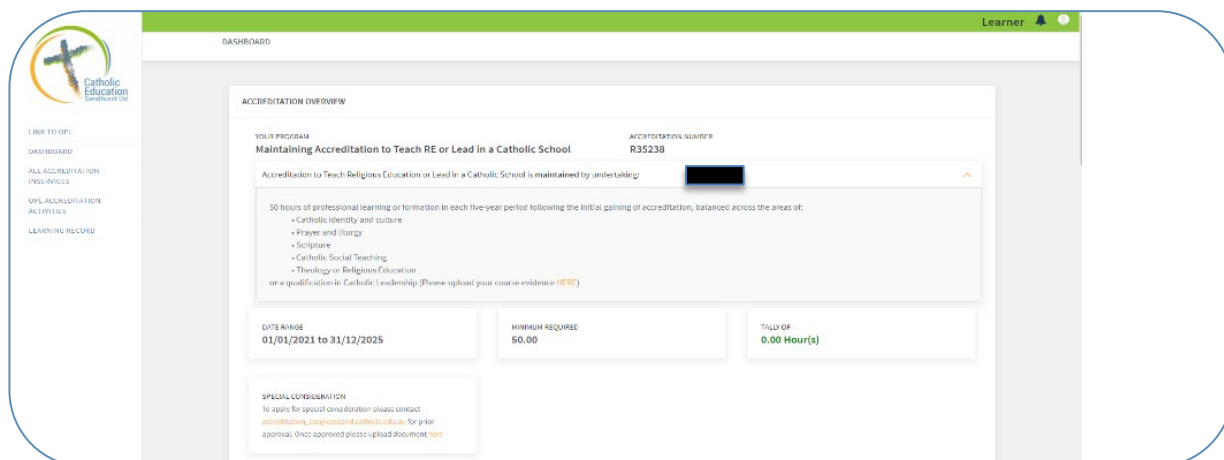 Learner
Catholic
Education
Sandhurst Ltd
LINK TO OPL
DASHBOARD
ALL ACCREDITATION
INSERVICES
OPL ACCREDITATION
ACTIVITIES
LEARNING RECORD
DASHBOARD
ACCREDITATION OVERVIEW
YOUR PROGRAM
Maintaining Accreditation to Teach RE or Lead in a Catholic School
ACCREDITATION NUMBER
R35238
Accreditation to Teach Religious Education or Lead in a Catholic School is maintained by undertaking:
50 hours of professional learning or formation in each five-year period following the initial gaining of accreditation, balanced across the areas of:
• Catholic Identity and culture
• Prayer and liturgy
• Scripture
• Catholic Social Teaching
• Theology or Religious Education
or a qualification in Catholic Leadership (Please upload your course evidence HERE)
DATE RANGE
01/01/2021 to 31/12/2025
MINIMUM REQUIRED
50.00
TALLY OF
0.00 Hour(s)
SPECIAL CONSIDERATION
To apply for special consideration please contact
for prior
approval. Once approved please upload document here